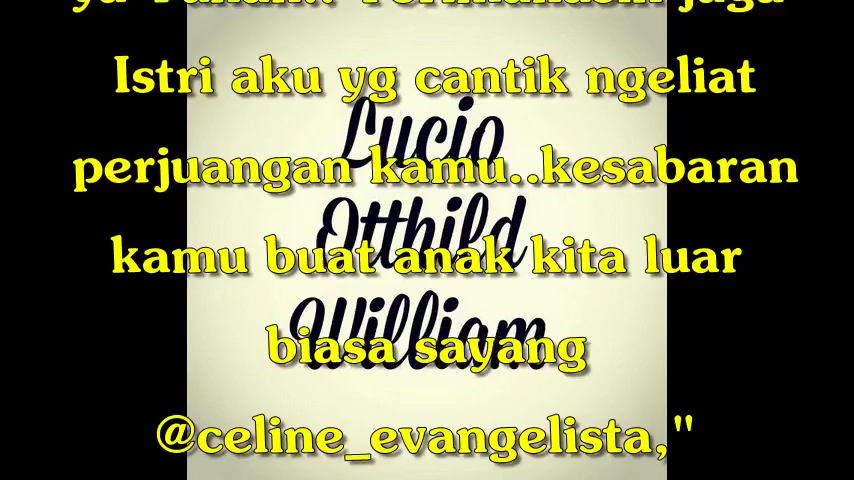 Istri aku yg cantik ngeliat
perjuangan kamu..kesabaran
kamu buat anak kita luar
biasa sayang
@celine_evangelista,"
Lucio
Otthild
William